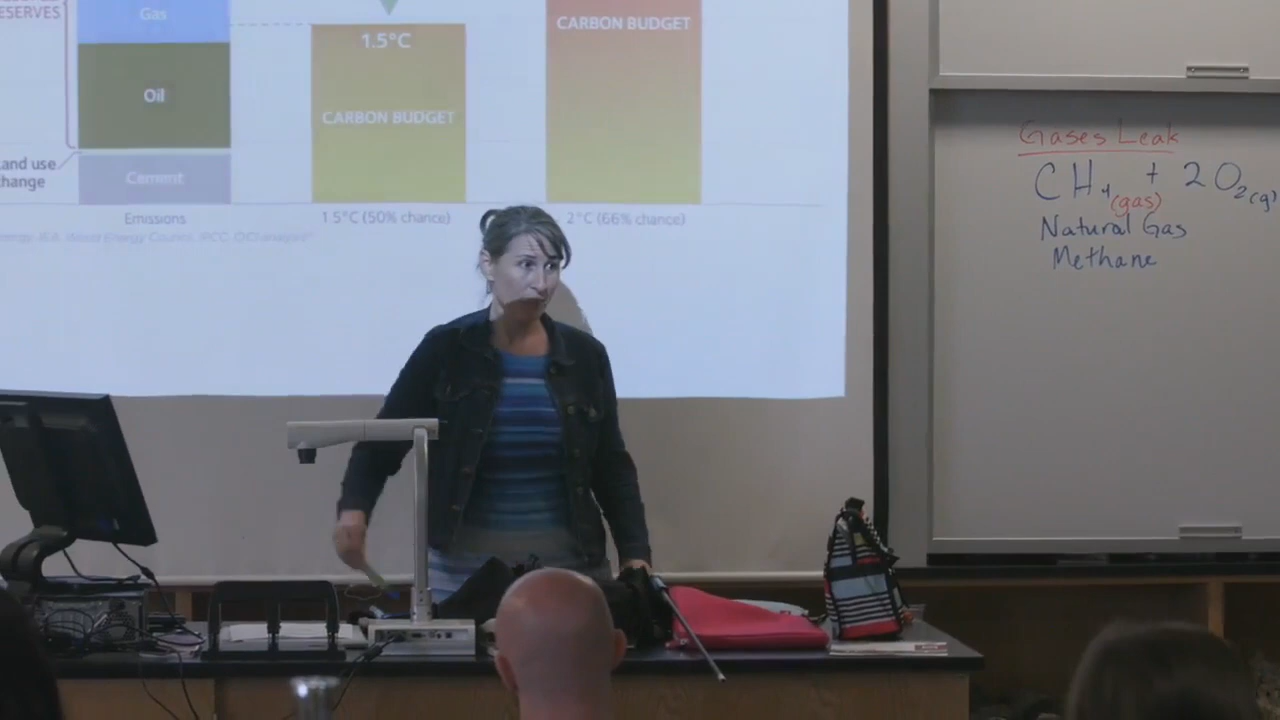 ESERVES
Gas
Oil
and use
hange
Cement
Emissions
1.5°C
CARBON BUDGET
1.5°C (50% chance)
CARBON BUDGET
2°C (66% chance)
Gases Leak
CH₄(gas) + 2O₂(g)
Natural Gas
Methane